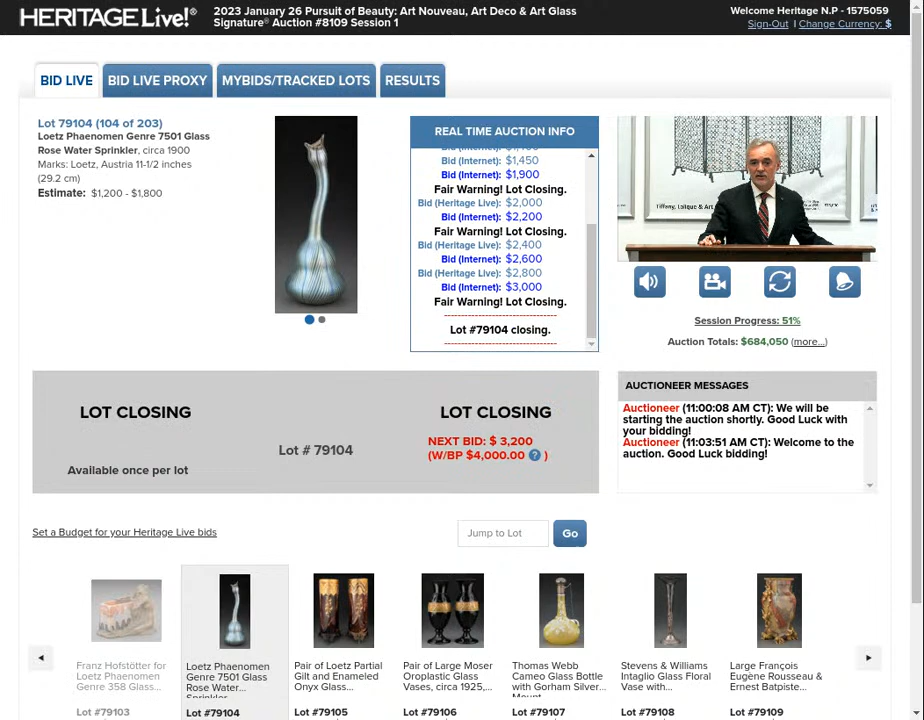 HERITAGE Live!®
2023 January 26 Pursuit of Beauty: Art Nouveau, Art Deco & Art Glass
Signature® Auction #8109 Session 1
Welcome Heritage N.P - 1575059
Sign-Out | Change Currency: $
BID LIVE
BID LIVE PROXY
MYBIDS/TRACKED LOTS
RESULTS
Lot 79104 (104 of 203)
Loetz Phaenomen Genre 7501 Glass
Rose Water Sprinkler, circa 1900
Marks: Loetz, Austria 11-1/2 inches
(29.2 cm)
Estimate: $1,200 - $1,800
REAL TIME AUCTION INFO
Bid (Internet): $1,450
Bid (Internet): $1,900
Fair Warning! Lot Closing.
Bid (Heritage Live): $2,000
Bid (Internet): $2,200
Fair Warning! Lot Closing.
Bid (Heritage Live): $2,400
Bid (Internet): $2,600
Bid (Heritage Live): $2,800
Bid (Internet): $3,000
Fair Warning! Lot Closing.
--------------------------------
Lot #79104 closing.
--------------------------------
Tiffany, Lalique & Art
Session Progress: 51%
Auction Totals: $684,050 (more...)
LOT CLOSING
Available once per lot
Lot # 79104
LOT CLOSING
NEXT BID: $ 3,200
(W/BP $4,000.00 ? )
AUCTIONEER MESSAGES
Auctioneer (11:00:08 AM CT): We will be
starting the auction shortly. Good Luck with
your bidding!
Auctioneer (11:03:51 AM CT): Welcome to the
auction. Good Luck bidding!
Set a Budget for your Heritage Live bids
Jump to Lot
Go
Franz Hofstötter for
Loetz Phaenomen
Genre 358 Glass...
Lot #79103
Loetz Phaenomen
Genre 7501 Glass
Rose Water...
Sprinkler
Lot #79104
Pair of Loetz Partial
Gilt and Enameled
Onyx Glass...
Lot #79105
Pair of Large Moser
Oroplastic Glass
Vases, circa 1925,...
Lot #79106
Thomas Webb
Cameo Glass Bottle
with Gorham Silver...
Mount
Lot #79107
Stevens & Williams
Intaglio Glass Floral
Vase with...
Lot #79108
Large François
Eugène Rousseau &
Ernest Batpiste...
Lot #79109